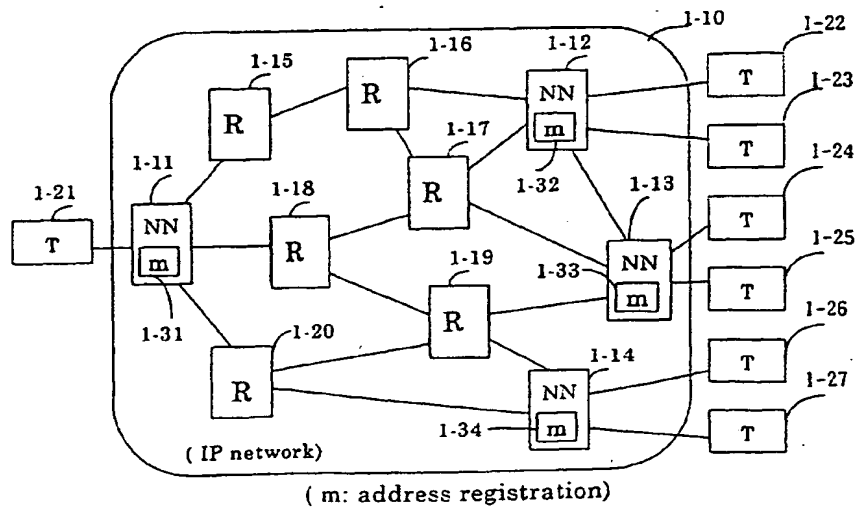 1-10
1-22
T
1-16
1-12
1-15
R
NN
m
1-23
T
R
1-17
1-32
1-24
T
1-11
R
1-13
1-21
T
NN
m
1-18
R
1-33
NN
m
1-25
T
1-19
R
1-31
1-20
R
1-26
T
1-14
NN
m
1-34
1-27
T
( IP network)
( m: address registration)